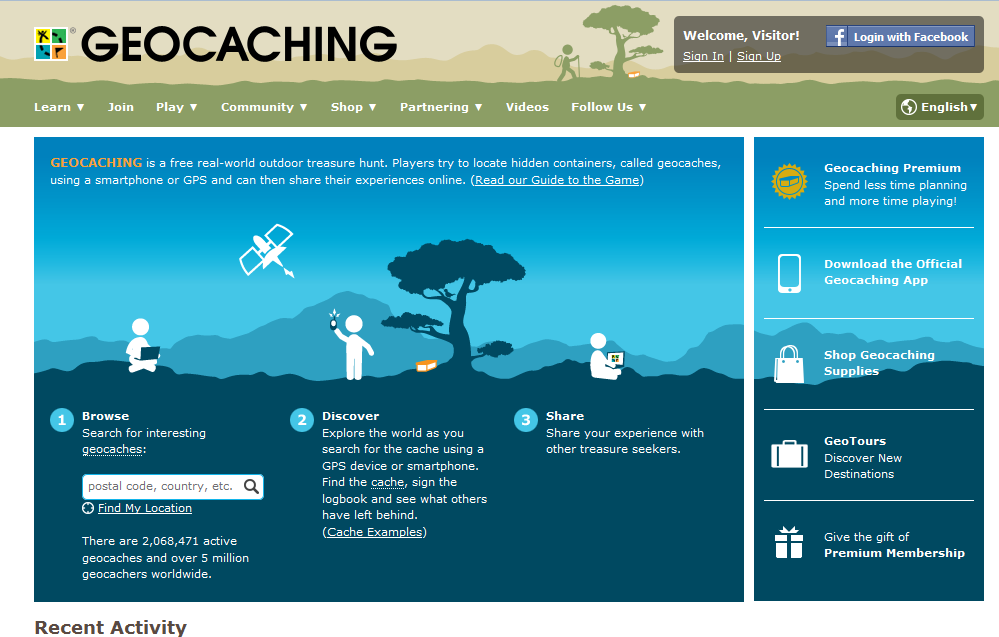 GEOCACHING
Welcome, Visitor!
Login with Facebook
Sign In | Sign Up
Learn ▼ Join Play ▼ Community ▼ Shop ▼ Partnering ▼ Videos Follow Us ▼
English▼
GEOCACHING is a free real-world outdoor treasure hunt. Players try to locate hidden containers, called geocaches,
using a smartphone or GPS and can then share their experiences online. (Read our Guide to the Game)
1 Browse
Search for interesting
geocaches:
postal code, country, etc.
Find My Location
There are 2,068,471 active
geocaches and over 5 million
geocachers worldwide.
2 Discover
Explore the world as you
search for the cache using a
GPS device or smartphone.
Find the cache, sign the
logbook and see what others
have left behind.
(Cache Examples)
3 Share
Share your experience with
other treasure seekers.
Geocaching Premium
Spend less time planning
and more time playing!
Download the Official
Geocaching App
Shop Geocaching
Supplies
GeoTours
Discover New
Destinations
Give the gift of
Premium Membership
Recent Activity